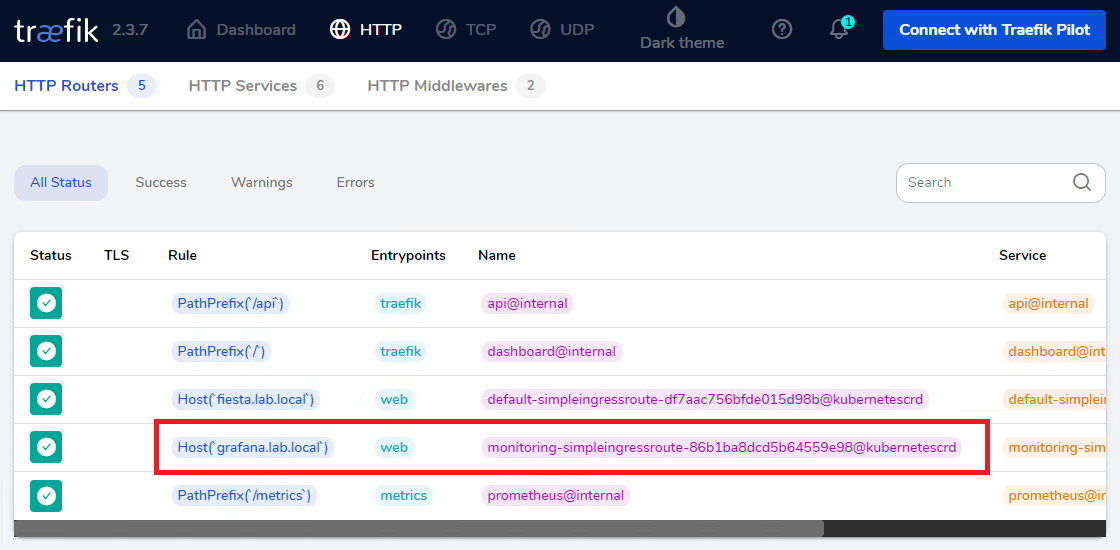 træfik 2.3.7 Dashboard HTTP TCP UDP Dark theme 1 Connect with Traefik Pilot
HTTP Routers 5 HTTP Services 6 HTTP Middlewares 2
All Status Success Warnings Errors Search
Status TLS Rule Entrypoints Name Service
PathPrefix(`/api`) traefik api@internal api@internal
PathPrefix(`/`) traefik dashboard@internal dashboard@int
Host(`fiesta.lab.local`) web default-simpleingressroute-df7aac756bfde015d98b@kubernetescrd default-simplei
Host(`grafana.lab.local`) web monitoring-simpleingressroute-86b1ba8dcd5b64559e98@kubernetescrd monitoring-sim
PathPrefix(`/metrics`) metrics prometheus@internal prometheus@in